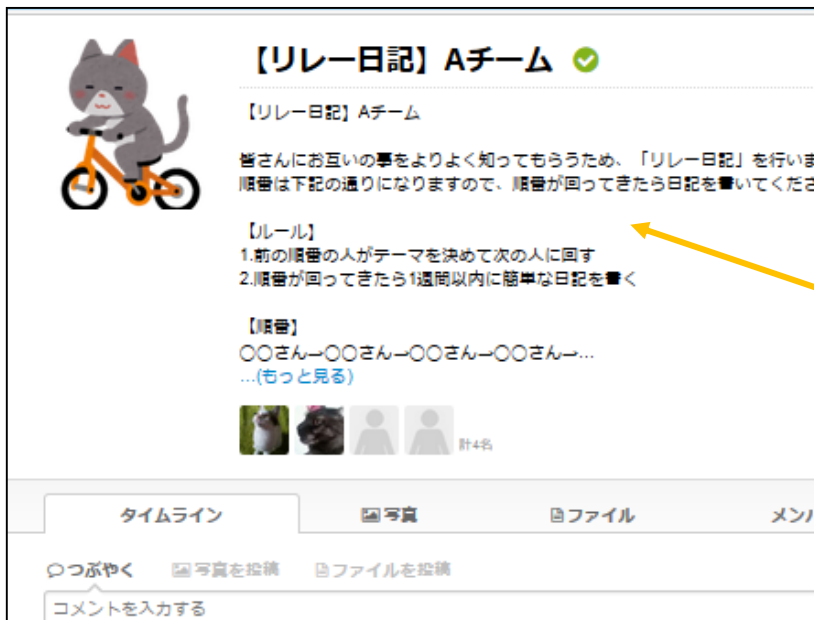 【リレー日記】Aチーム
【リレー日記】Aチーム
皆さんにお互いの事をよりよく知ってもらうため、「リレー日記」を行いま
順番は下記の通りになりますので、順番が回ってきたら日記を書いてくださ
【ルール】
1.前の順番の人がテーマを決めて次の人に回す
2.順番が回ってきたら1週間以内に簡単な日記を書く
【順番】
〇〇さん→〇〇さん→〇〇さん→〇〇さん→...
...(もっと見る)
計4名
タイムライン 写真 ファイル メンバ
つぶやく 写真を投稿 ファイルを投稿
コメントを入力する